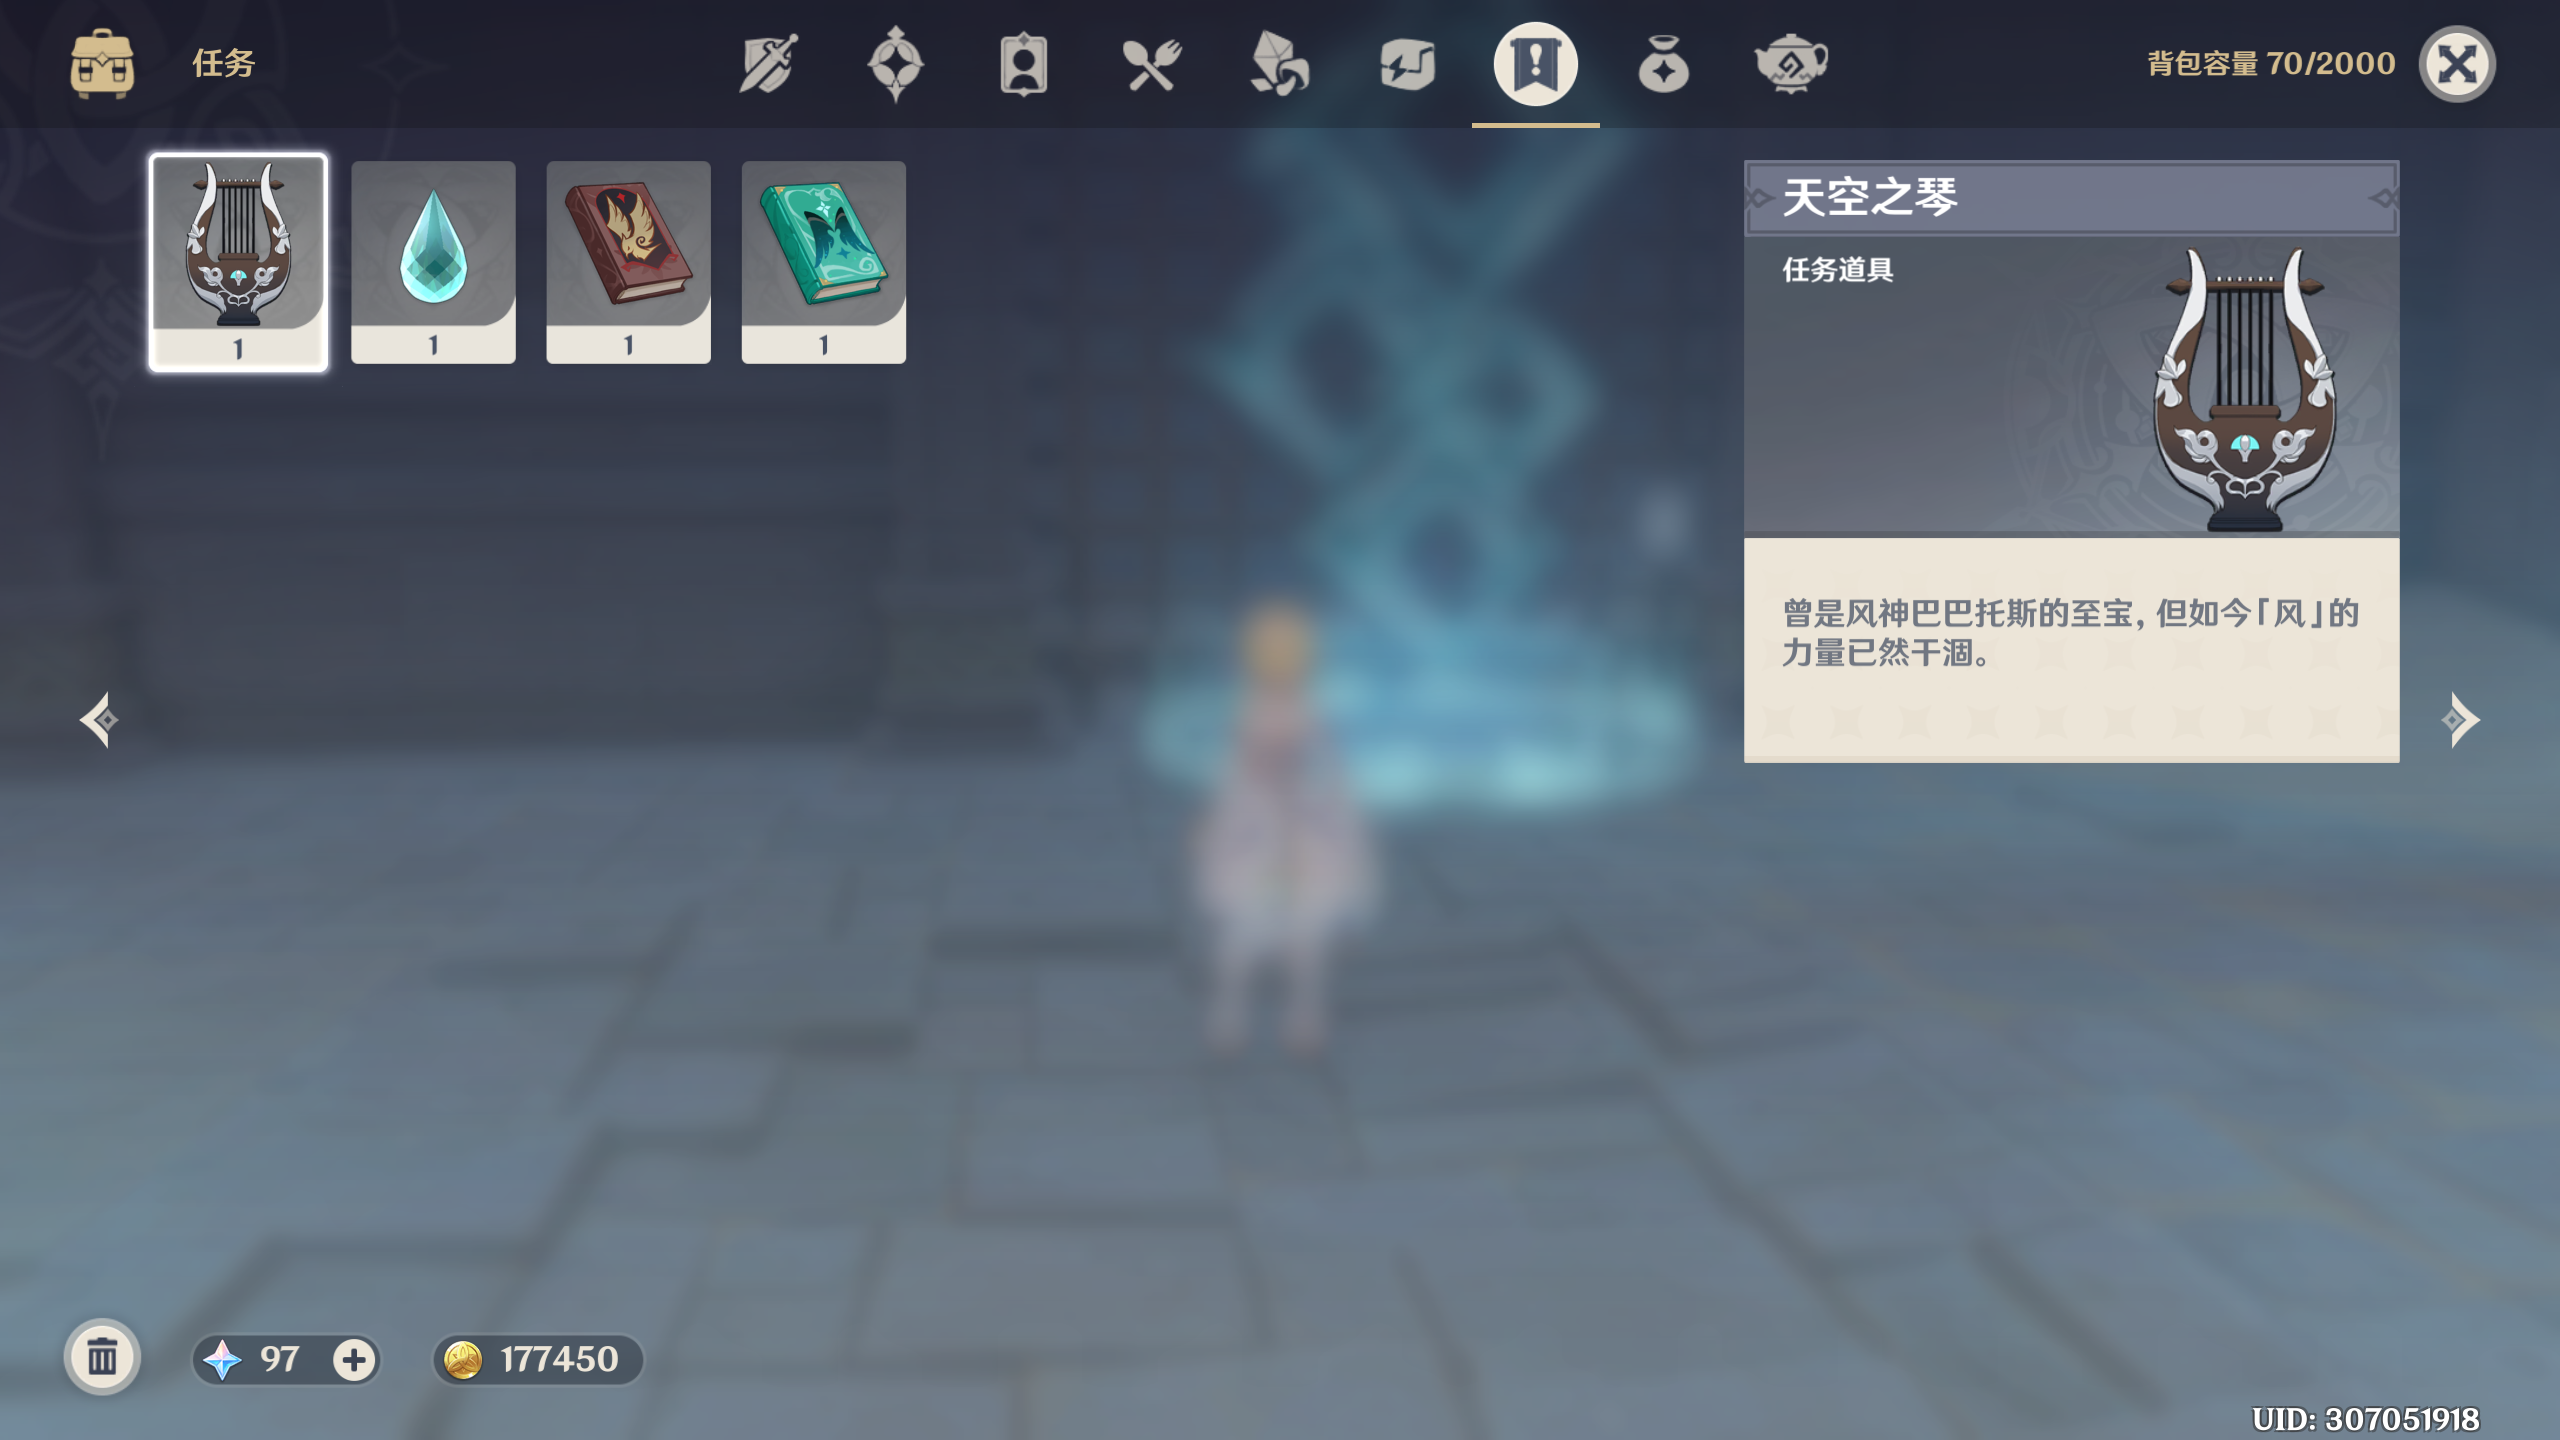 任务
背包容量 70/2000
1
1
1
1
天空之琴
任务道具
曾是风神巴巴托斯的至宝，但如今「风」的
力量已然干涸。
97
177450
UID: 307051918